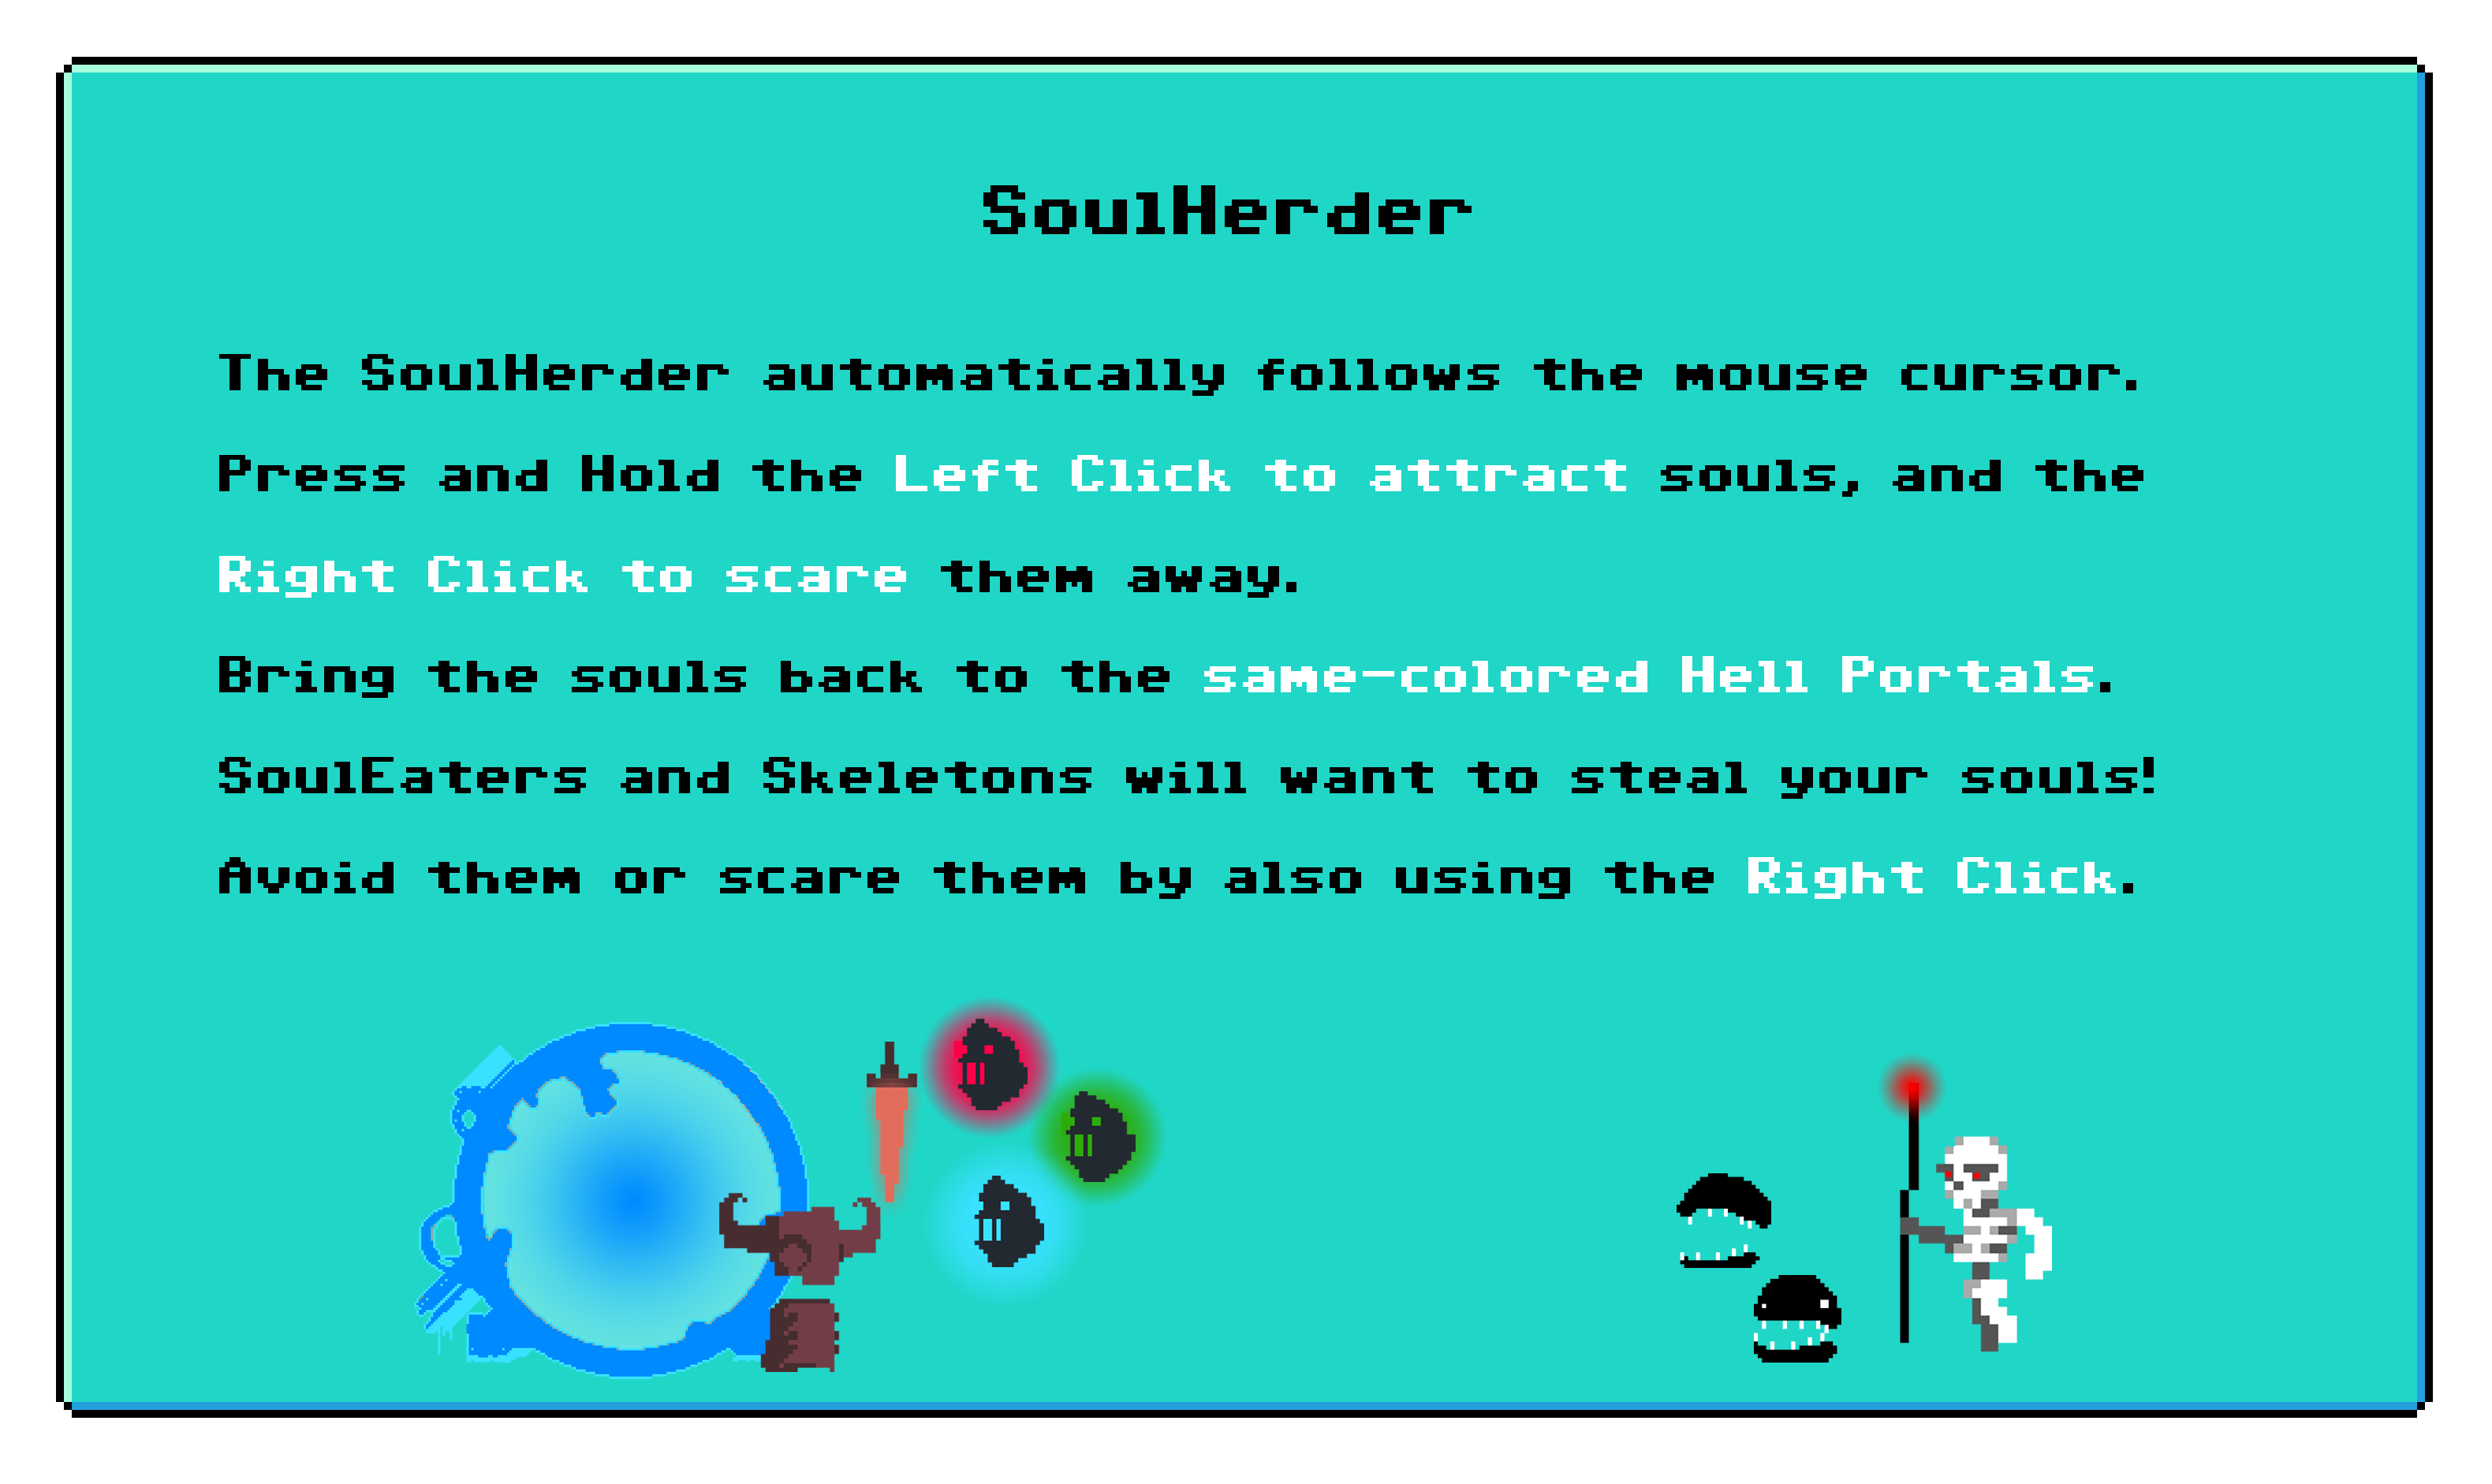 SoulHerder
The SoulHerder automatically follows the mouse cursor.
Press and Hold the Left Click to attract souls, and the
Right Click to scare them away.
Bring the souls back to the same-colored Hell Portals.
SoulEaters and Skeletons will want to steal your souls!
Avoid them or scare them by also using the Right Click.